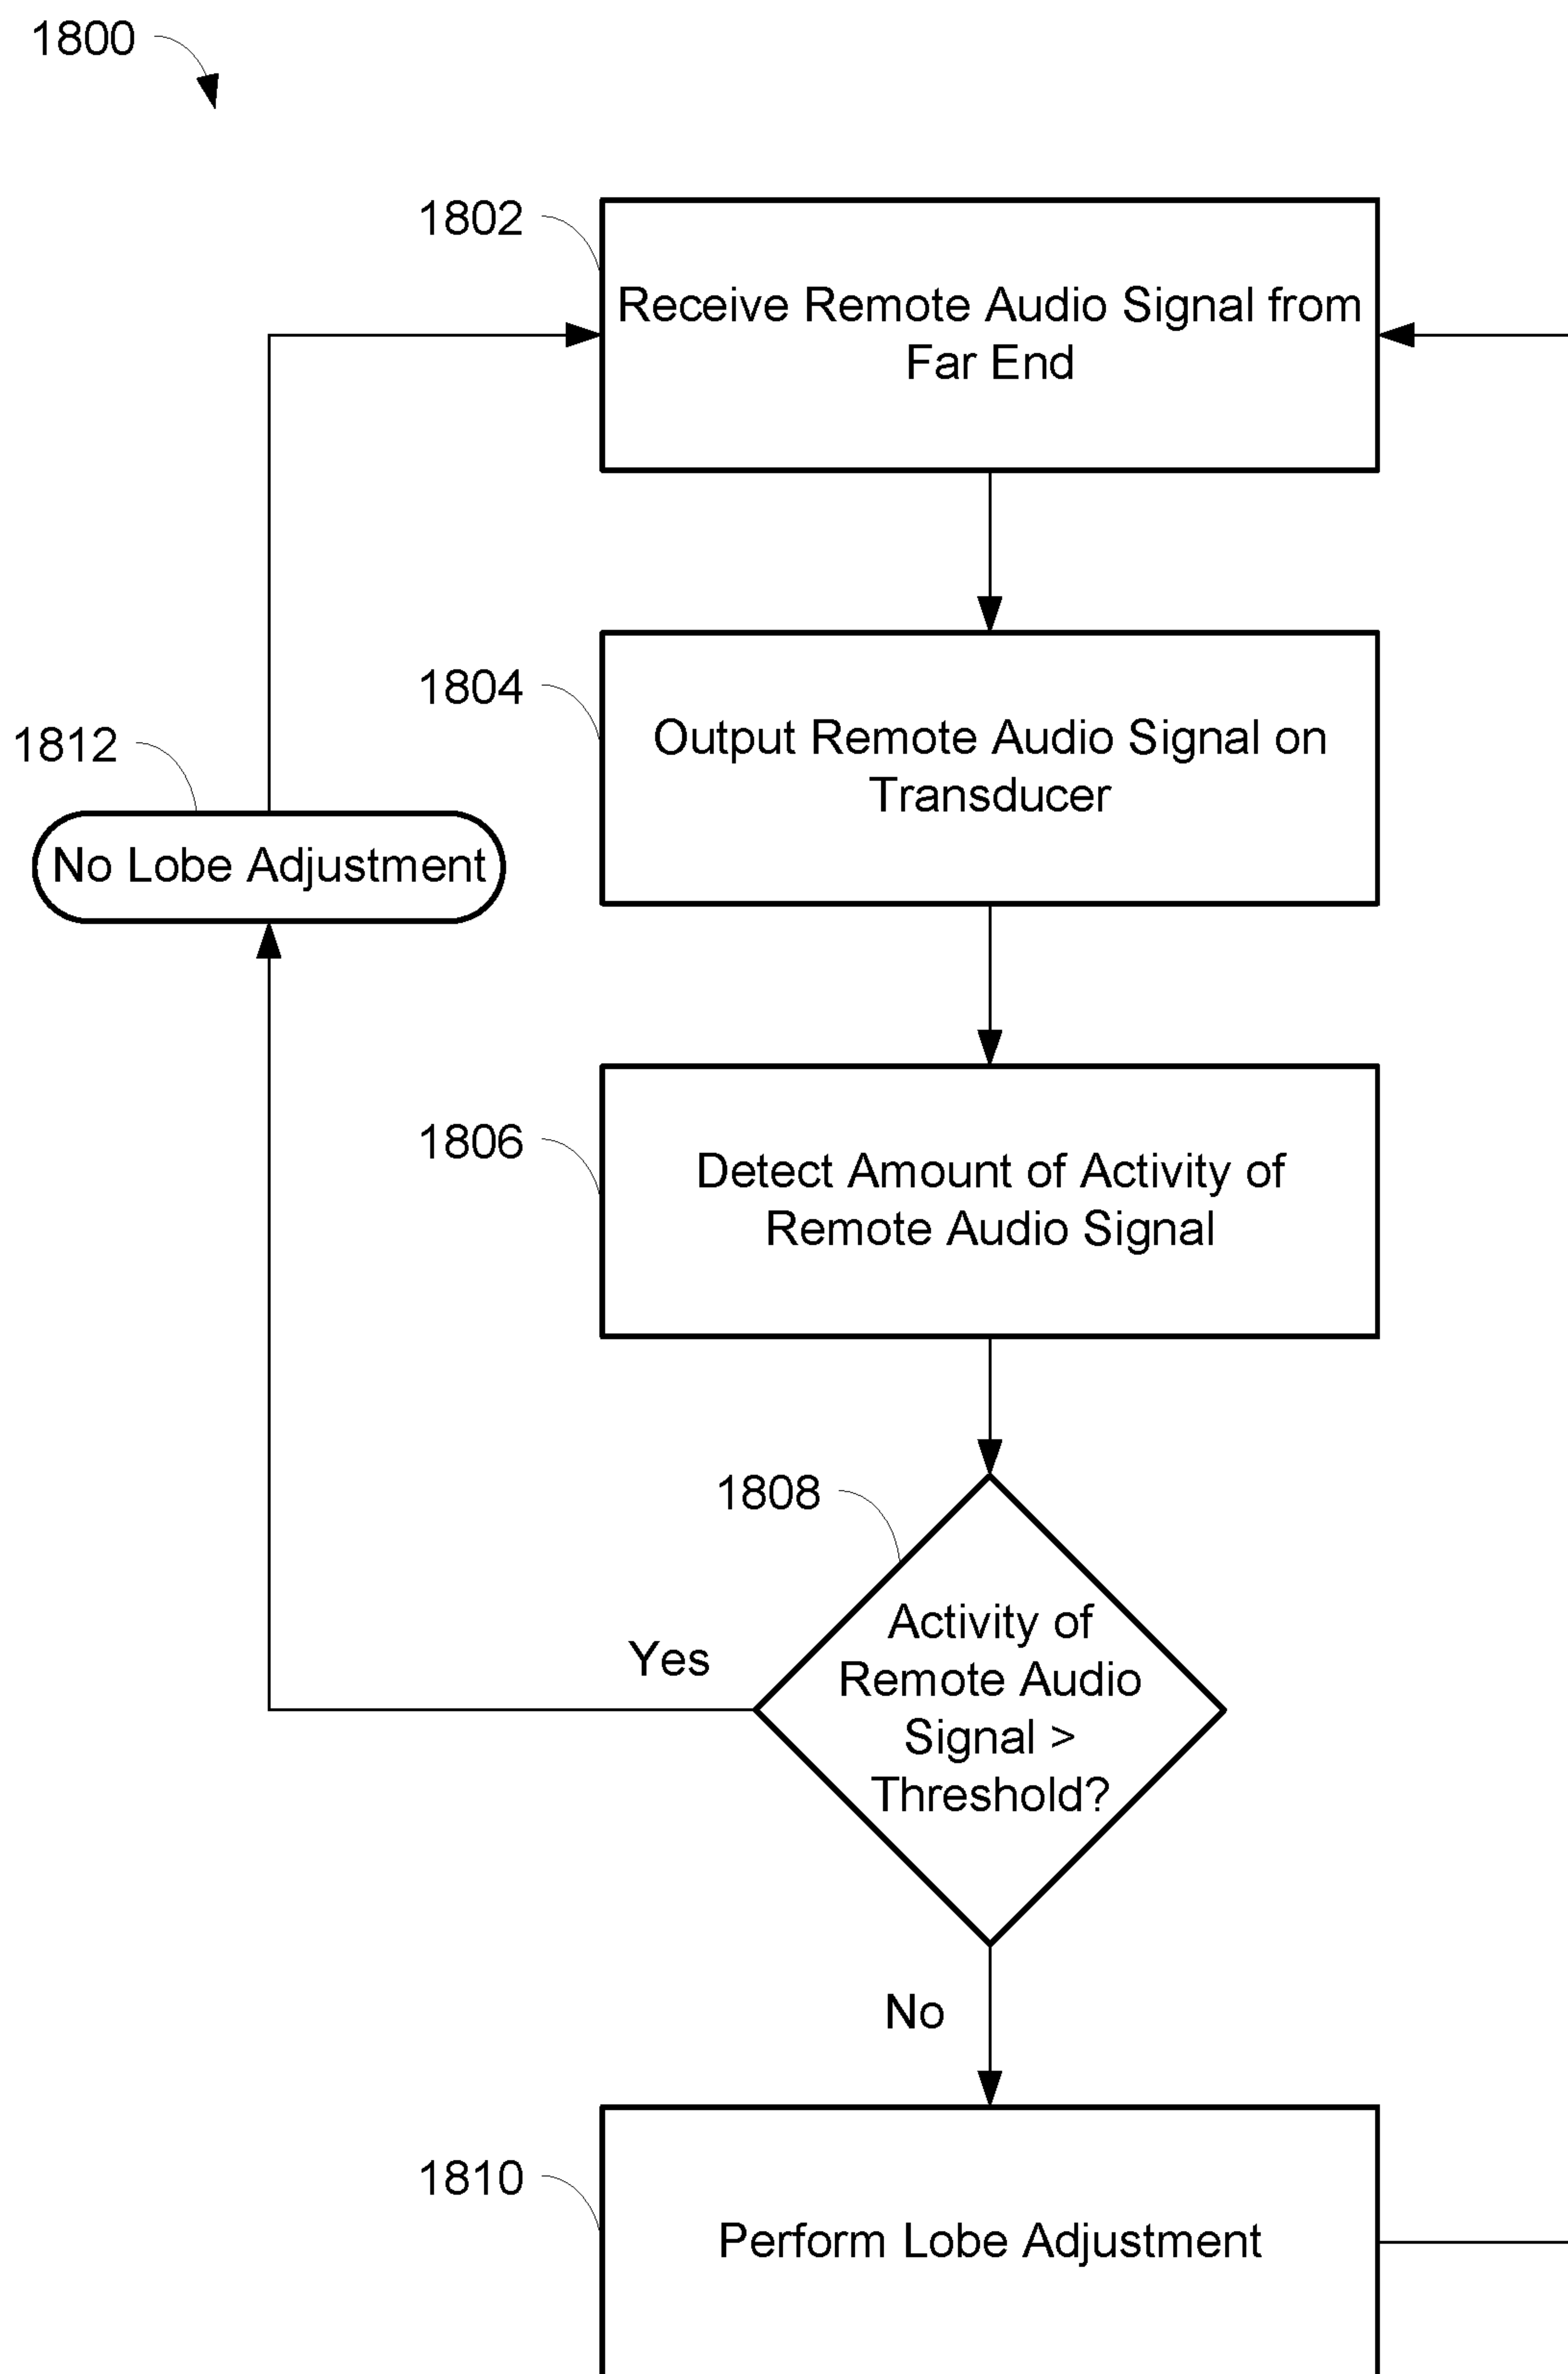 1800
1802
Receive Remote Audio Signal from
Far End
1804
Output Remote Audio Signal on
Transducer
1812
No Lobe Adjustment
1806
Detect Amount of Activity of
Remote Audio Signal
1808
Activity of
Remote Audio
Signal >
Threshold?
Yes
No
1810
Perform Lobe Adjustment